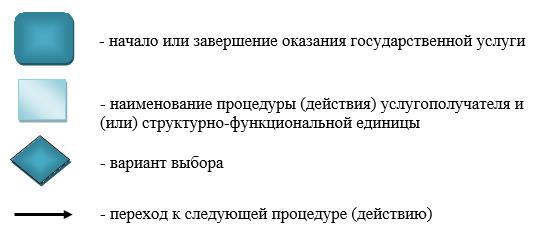 - начало или завершение оказания государственной услуги
- наименование процедуры (действия) услугополучателя и
(или) структурно-функциональной единицы
- вариант выбора
- переход к следующей процедуре (действию)